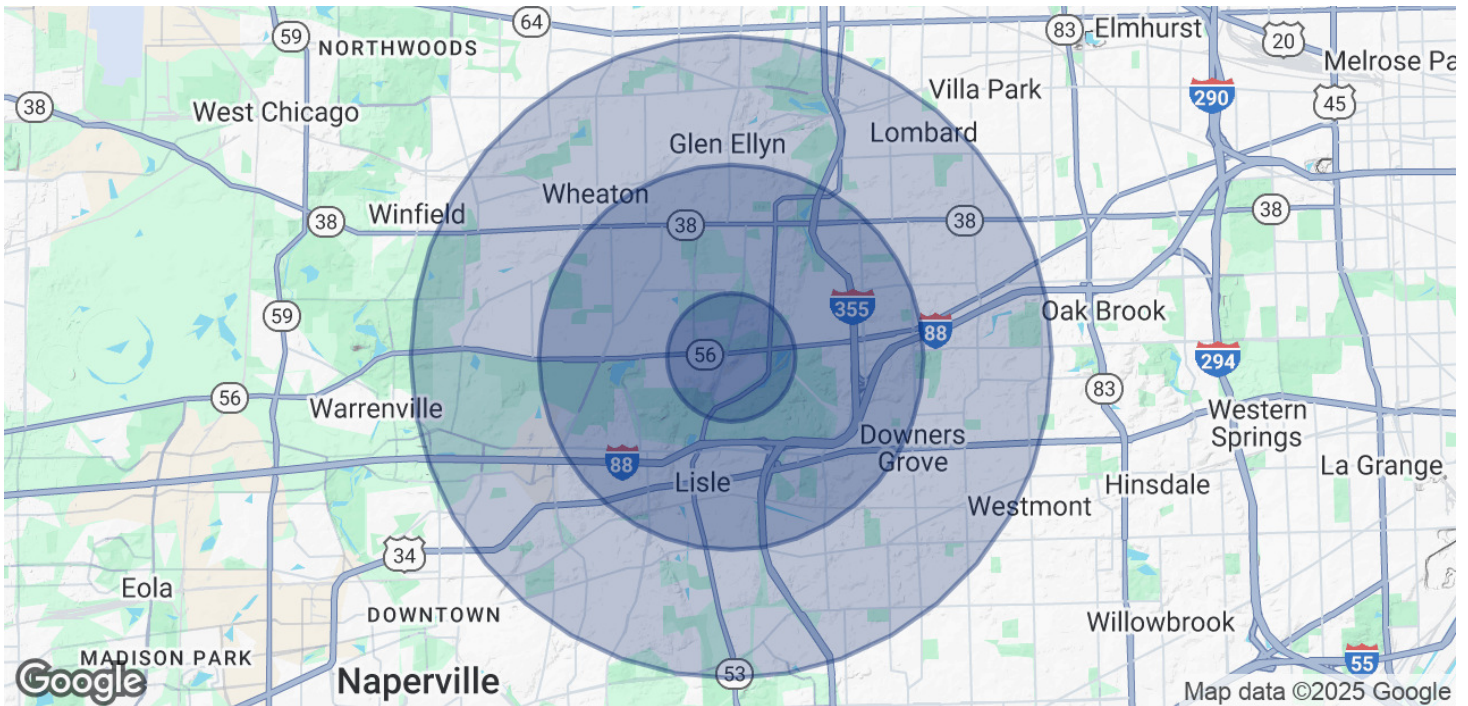 64
59
NORTHWOODS
83
Elmhurst
20
Melrose Pa
38
West Chicago
Villa Park
290
45
Glen Ellyn
Lombard
Wheaton
38
Winfield
38
38
38
59
355
88
Oak Brook
56
294
83
56
Warrenville
Western
Springs
Downers
Grove
88
Lisle
La Grange
Hinsdale
Westmont
34
Eola
DOWNTOWN
Willowbrook
MADISON PARK
55
Google
Naperville
53
Map data ©2025 Google